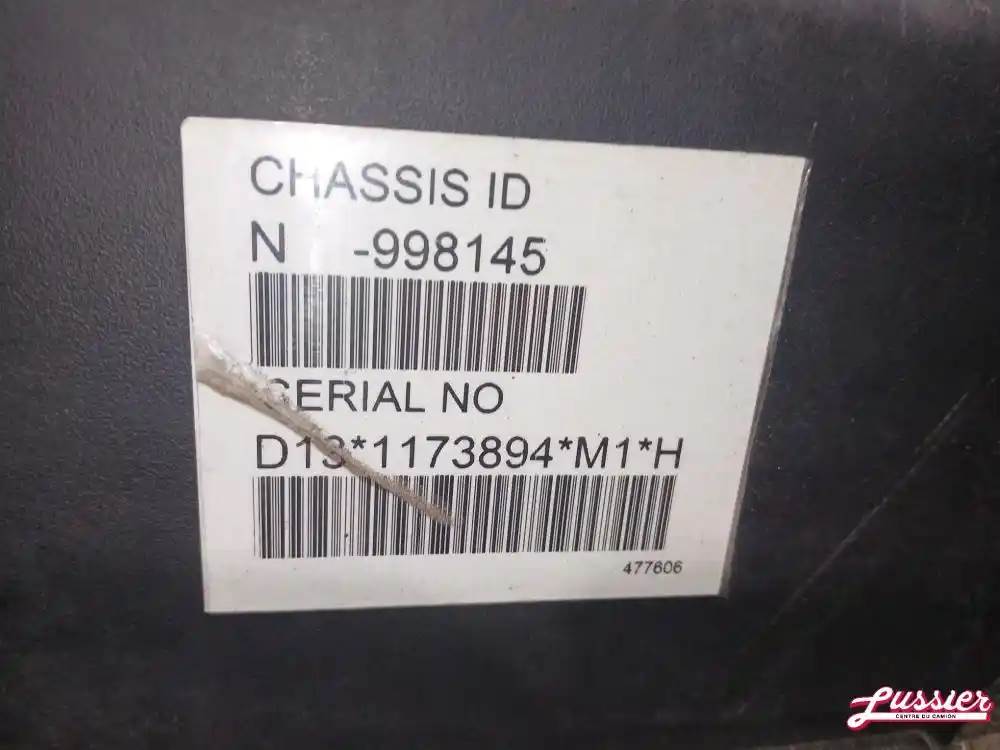 CHASSIS ID
N -998145
SERIAL NO
D13*1173894*M1*H
477606
Lussier
CENTRE DU CAMION